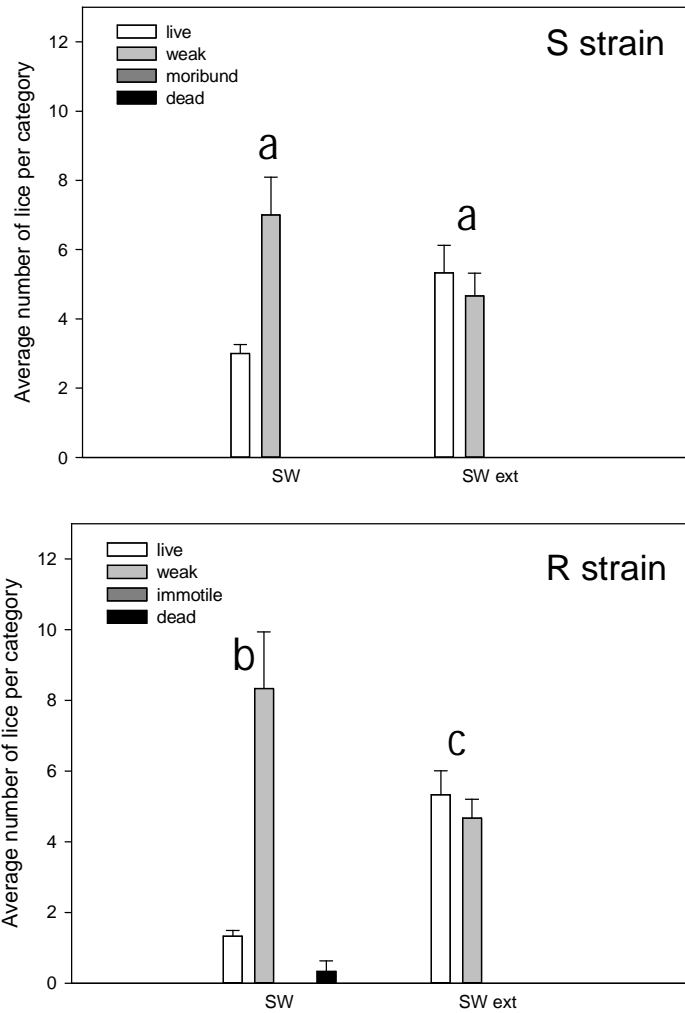 S strain
live
weak
moribund
dead
12
10
8
6
4
2
0
Average number of lice per category
a
a
SW
SW ext
R strain
live
weak
immotile
dead
12
10
8
6
4
2
0
Average number of lice per category
b
c
SW
SW ext